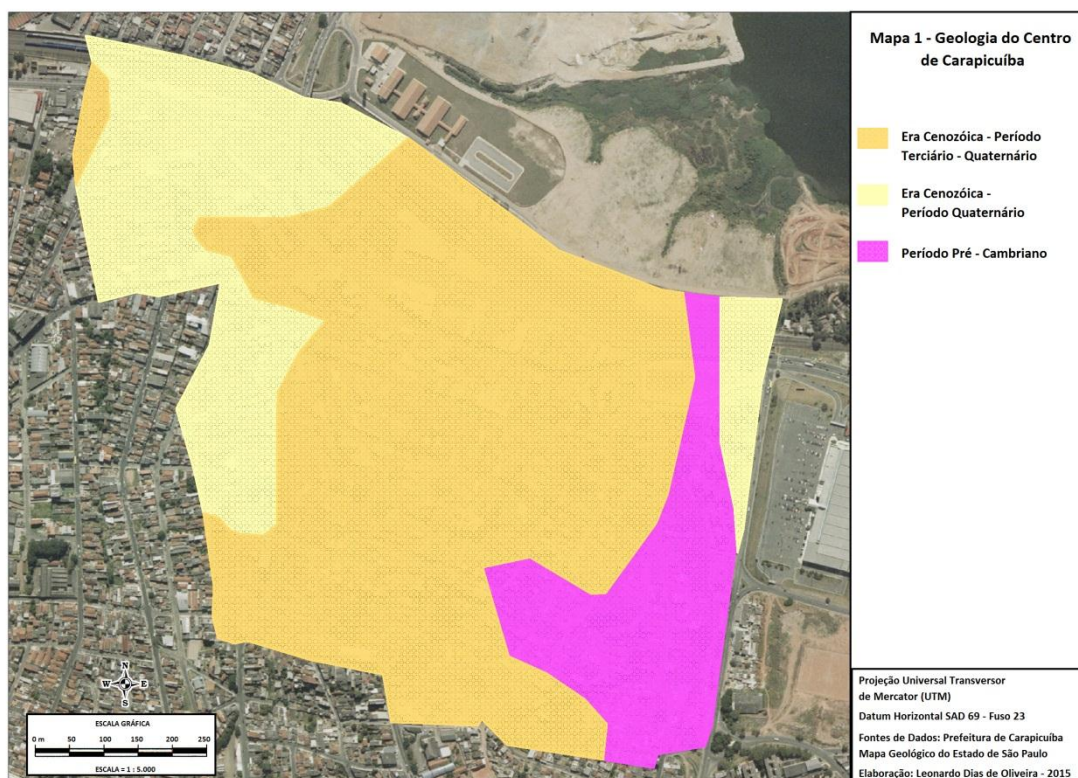 Mapa 1 - Geologia do Centro
de Carapicuíba
Era Cenozóica - Período
Terciário - Quaternário
Era Cenozóica -
Período Quaternário
Período Pré - Cambriano
N
W E
S
ESCALA GRÁFICA
0 m 50 100 150 200 250
ESCALA = 1 : 5.000
Projeção Universal Transversor
de Mercator (UTM)
Datum Horizontal SAD 69 - Fuso 23
Fontes de Dados: Prefeitura de Carapicuíba
Mapa Geológico do Estado de São Paulo
Elaboração: Leonardo Dias de Oliveira - 2015